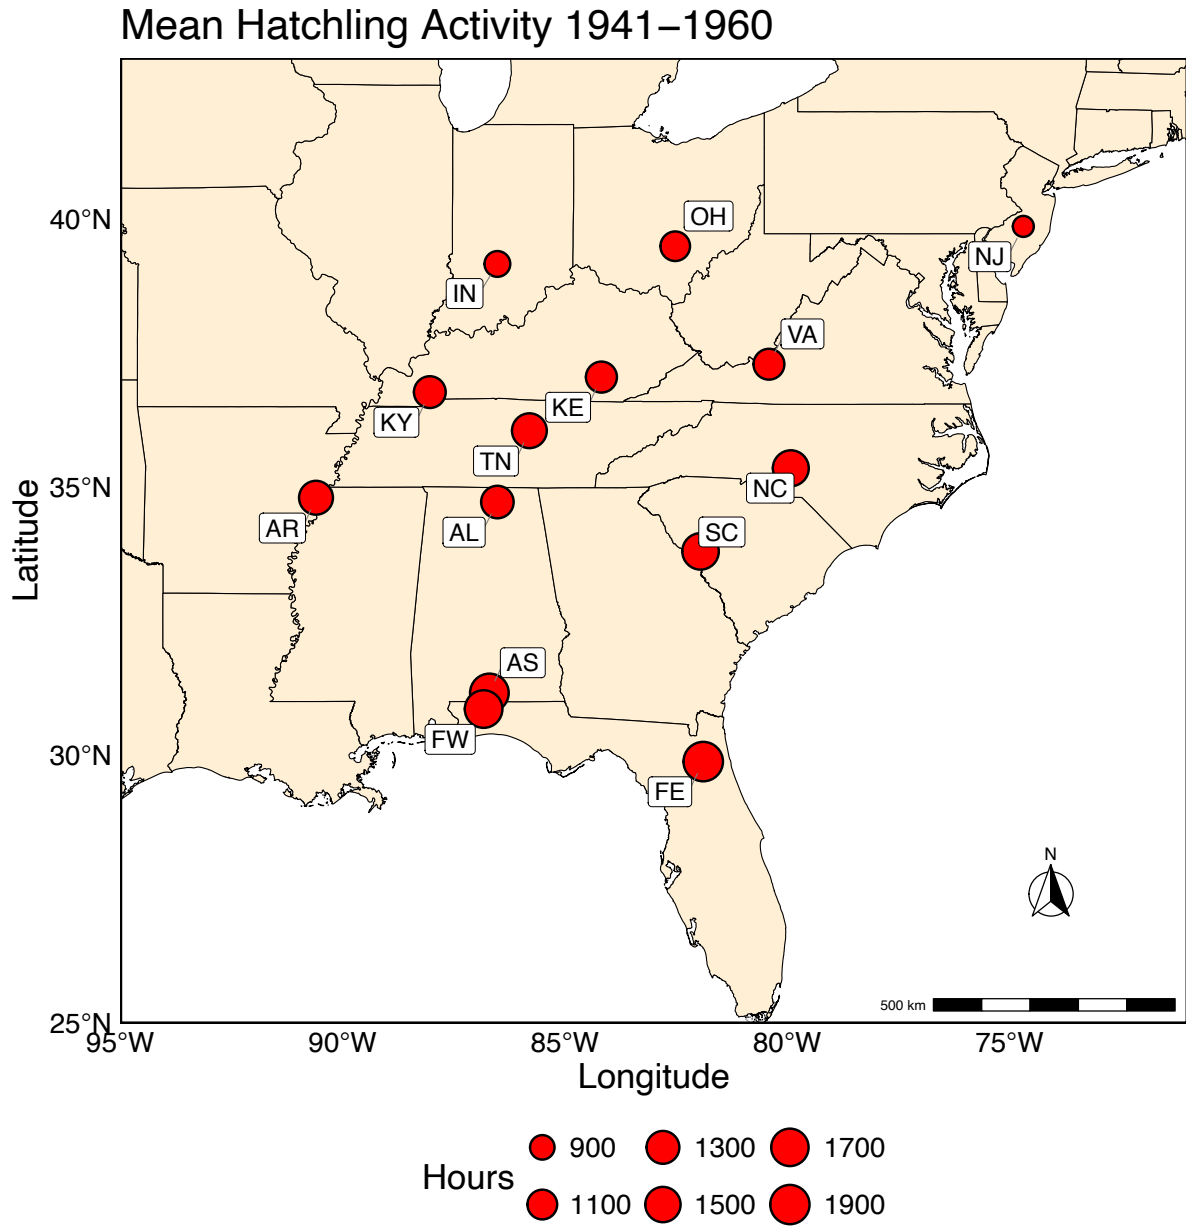 Mean Hatchling Activity 1941−1960
40°N
35°N
30°N
25°N
Latitude
OH
NJ
IN
VA
KE
KY
TN
NC
AR
AL
SC
AS
FW
FE
N
500 km
95°W 90°W 85°W 80°W 75°W
Longitude
Hours
900 1300 1700
1100 1500 1900